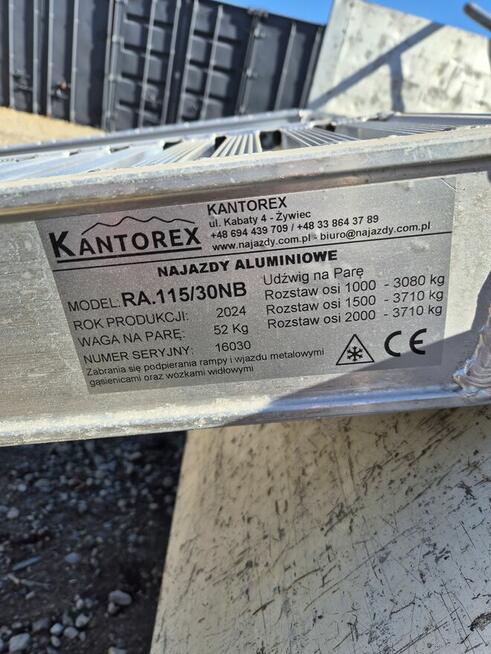 KANTOREX
KANTOREX
ul. Kabaty 4 - Żywiec
+48 694 439 709 / +48 33 864 37 89
www.najazdy.com.pl - biuro@najazdy.com.pl
NAJAZDY ALUMINIOWE
MODEL: RA.115/30NB
ROK PRODUKCJI: 2024
WAGA NA PARĘ: 52 Kg
NUMER SERYJNY: 16030
Udźwig na Parę
Rozstaw osi 1000 - 3080 kg
Rozstaw osi 1500 - 3710 kg
Rozstaw osi 2000 - 3710 kg
Zabrania się podpierania rampy i wjazdu metalowymi
gąsienicami oraz wózkami widłowymi
CE